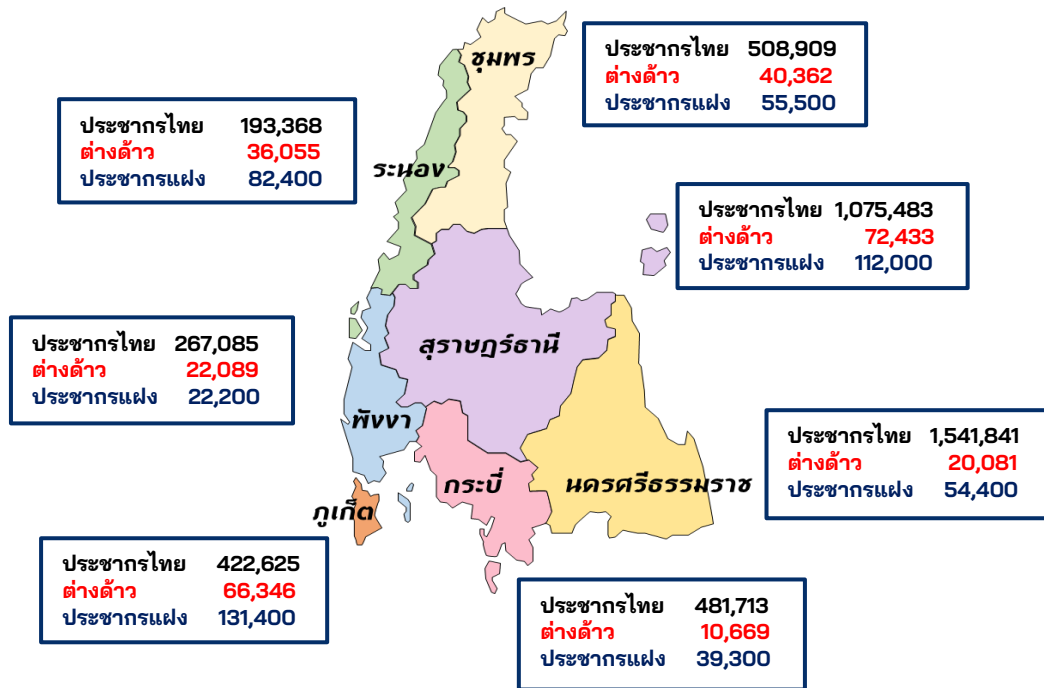 ชุมพร
ประชากรไทย 508,909
ต่างด้าว 40,362
ประชากรแฝง 55,500
ประชากรไทย 193,368
ต่างด้าว 36,055
ประชากรแฝง 82,400
ระนอง
ประชากรไทย 1,075,483
ต่างด้าว 72,433
ประชากรแฝง 112,000
ประชากรไทย 267,085
ต่างด้าว 22,089
ประชากรแฝง 22,200
สุราษฎร์ธานี
พังงา
ประชากรไทย 1,541,841
ต่างด้าว 20,081
ประชากรแฝง 54,400
กระบี่
นครศรีธรรมราช
ภูเก็ต
ประชากรไทย 422,625
ต่างด้าว 66,346
ประชากรแฝง 131,400
ประชากรไทย 481,713
ต่างด้าว 10,669
ประชากรแฝง 39,300